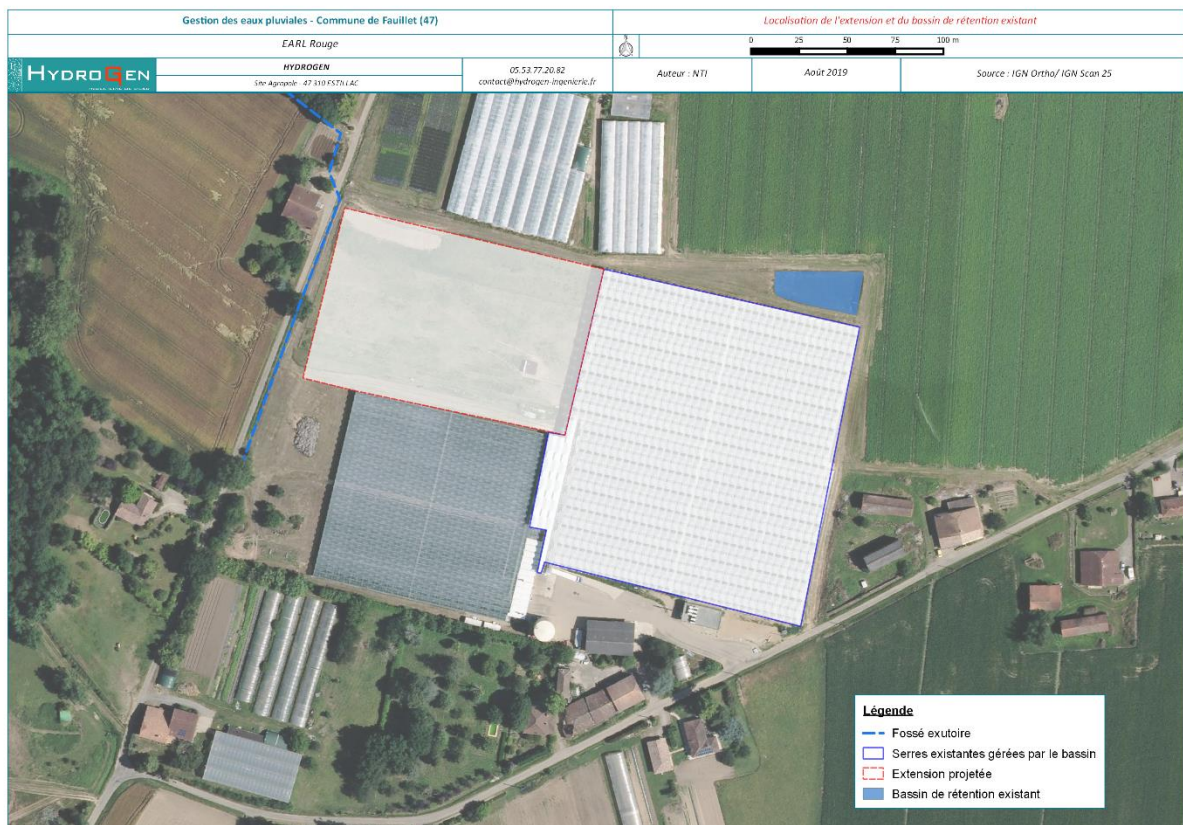 Gestion des eaux pluviales - Commune de Fauillet (47)
Localisation de l'extension et du bassin de rétention existant
EARL Rouge
0 25 50 75 100 m
HYDROGEN
HYDROGEN
Site Agropole - 47 310 ESTILLAC
05.53.77.20.82
contact@hydrogen-ingenierie.fr
Auteur : NTI
Août 2019
Source : IGN Ortho/ IGN Scan 25
Légende
Fossé exutoire
Serres existantes gérées par le bassin
Extension projetée
Bassin de rétention existant